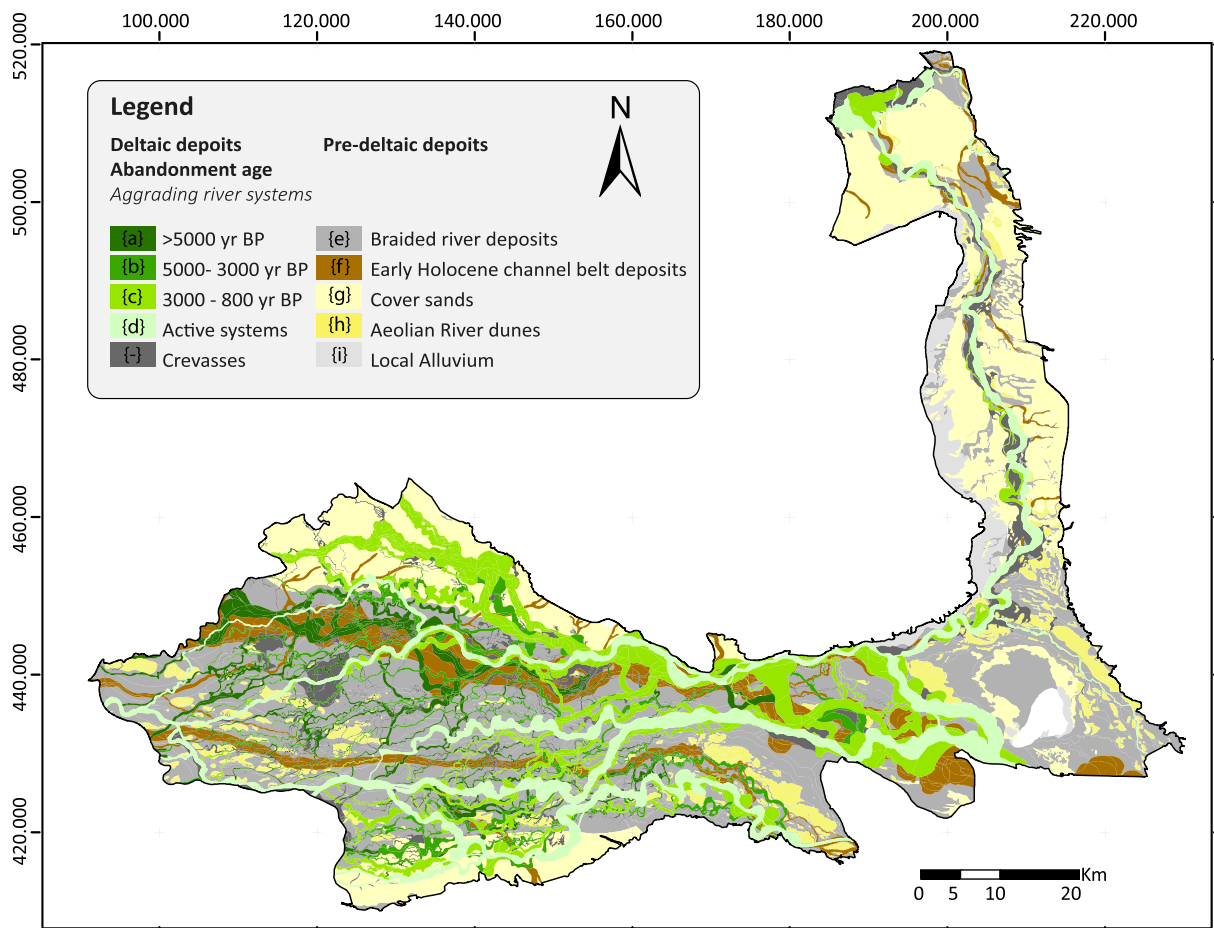 100.000 120.000 140.000 160.000 180.000 200.000 220.000
520.000
500.000
480.000
460.000
440.000
420.000
Legend
N
Deltaic depoits Pre-deltaic depoits
Abandonment age
Aggrading river systems
{a} >5000 yr BP {e} Braided river deposits
{b} 5000- 3000 yr BP {f} Early Holocene channel belt deposits
{c} 3000 - 800 yr BP {g} Cover sands
{d} Active systems {h} Aeolian River dunes
{-} Crevasses {i} Local Alluvium
Km
0 5 10 20